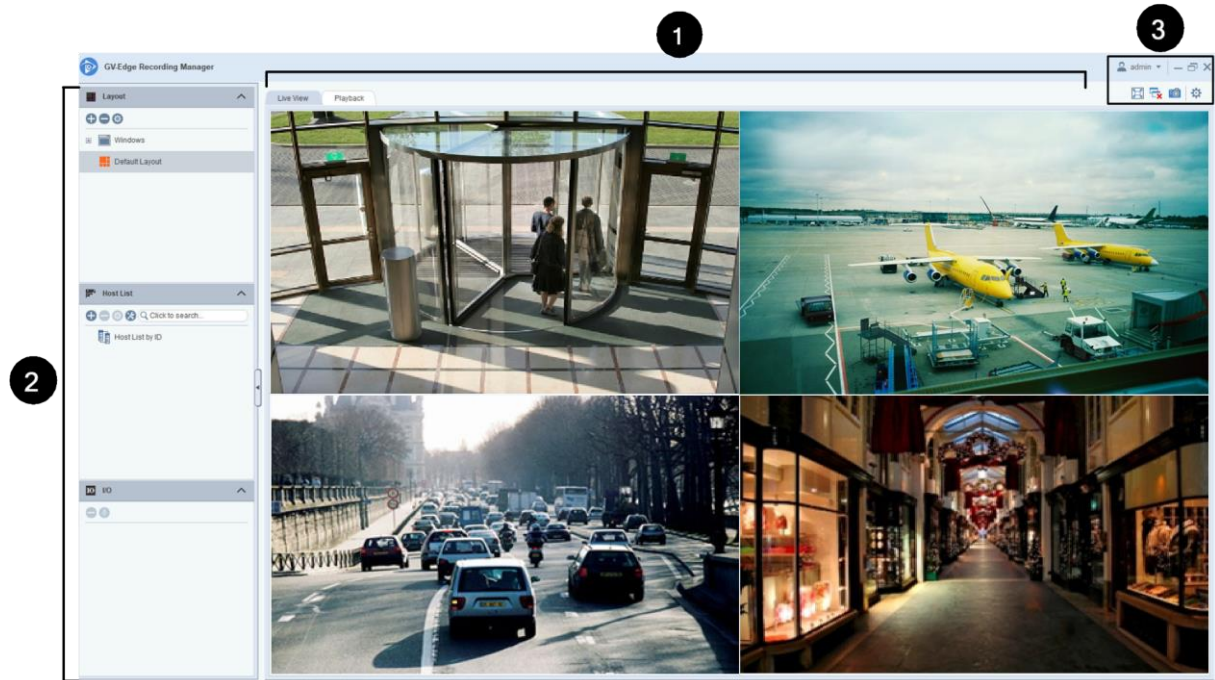 1
3
GV-Edge Recording Manager
admin
Layout
Live View
Playback
Windows
Default Layout
Host List
Click to search..
Host List by ID
2
IO I/O